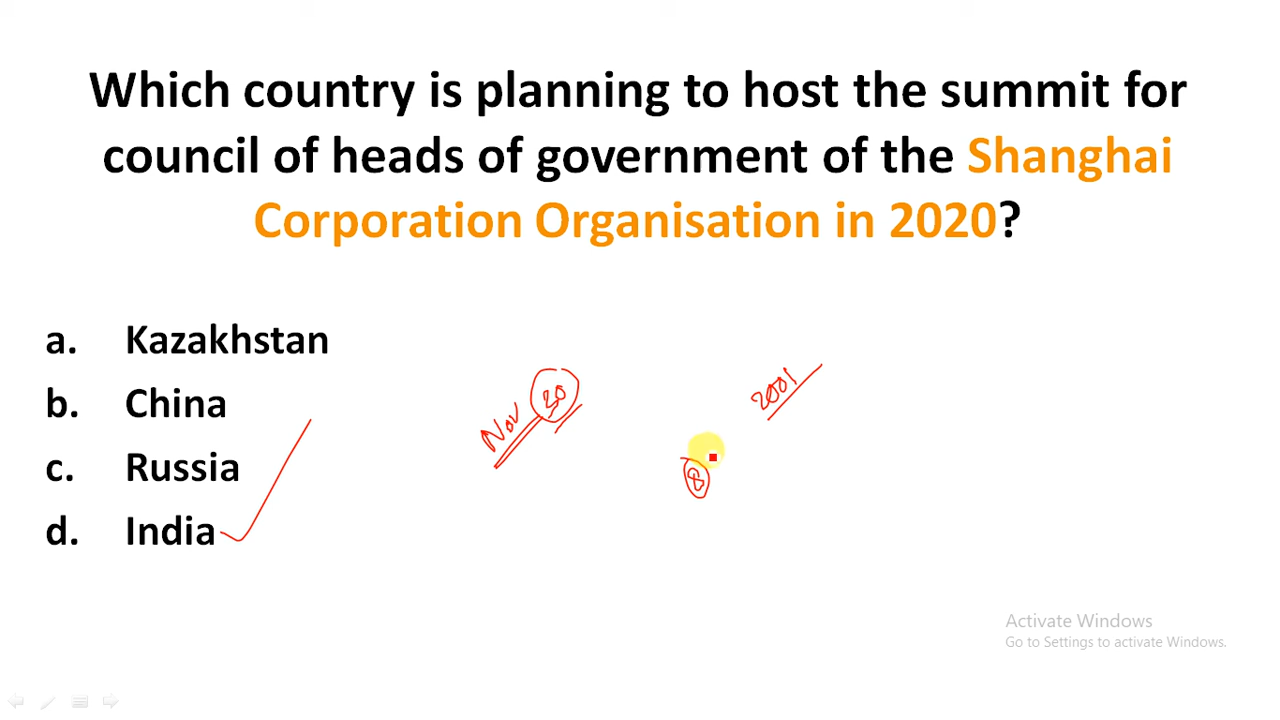 Which country is planning to host the summit for
council of heads of government of the Shanghai
Corporation Organisation in 2020?
a. Kazakhstan
b. China
c. Russia
d. India
Nov 20
2001
8
Activate Windows
Go to Settings to activate Windows.